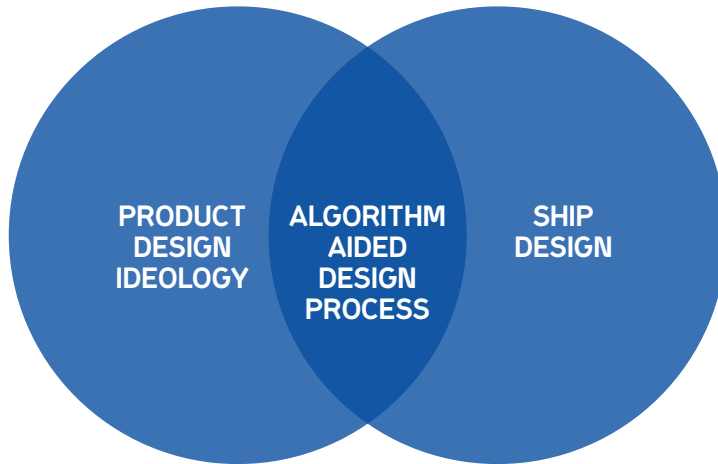 PRODUCT
DESIGN
IDEOLOGY
ALGORITHM
AIDED
DESIGN
PROCESS
SHIP
DESIGN